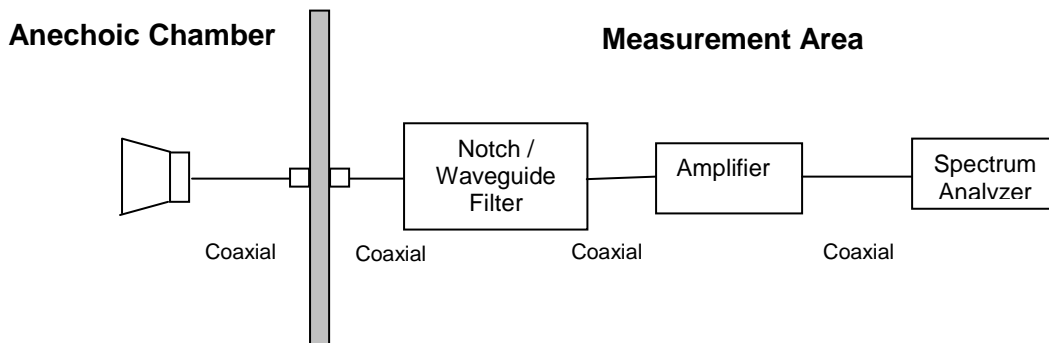 Anechoic Chamber
Measurement Area
Notch /
Waveguide
Filter
Amplifier
Spectrum
Analyzer
Coaxial
Coaxial
Coaxial
Coaxial